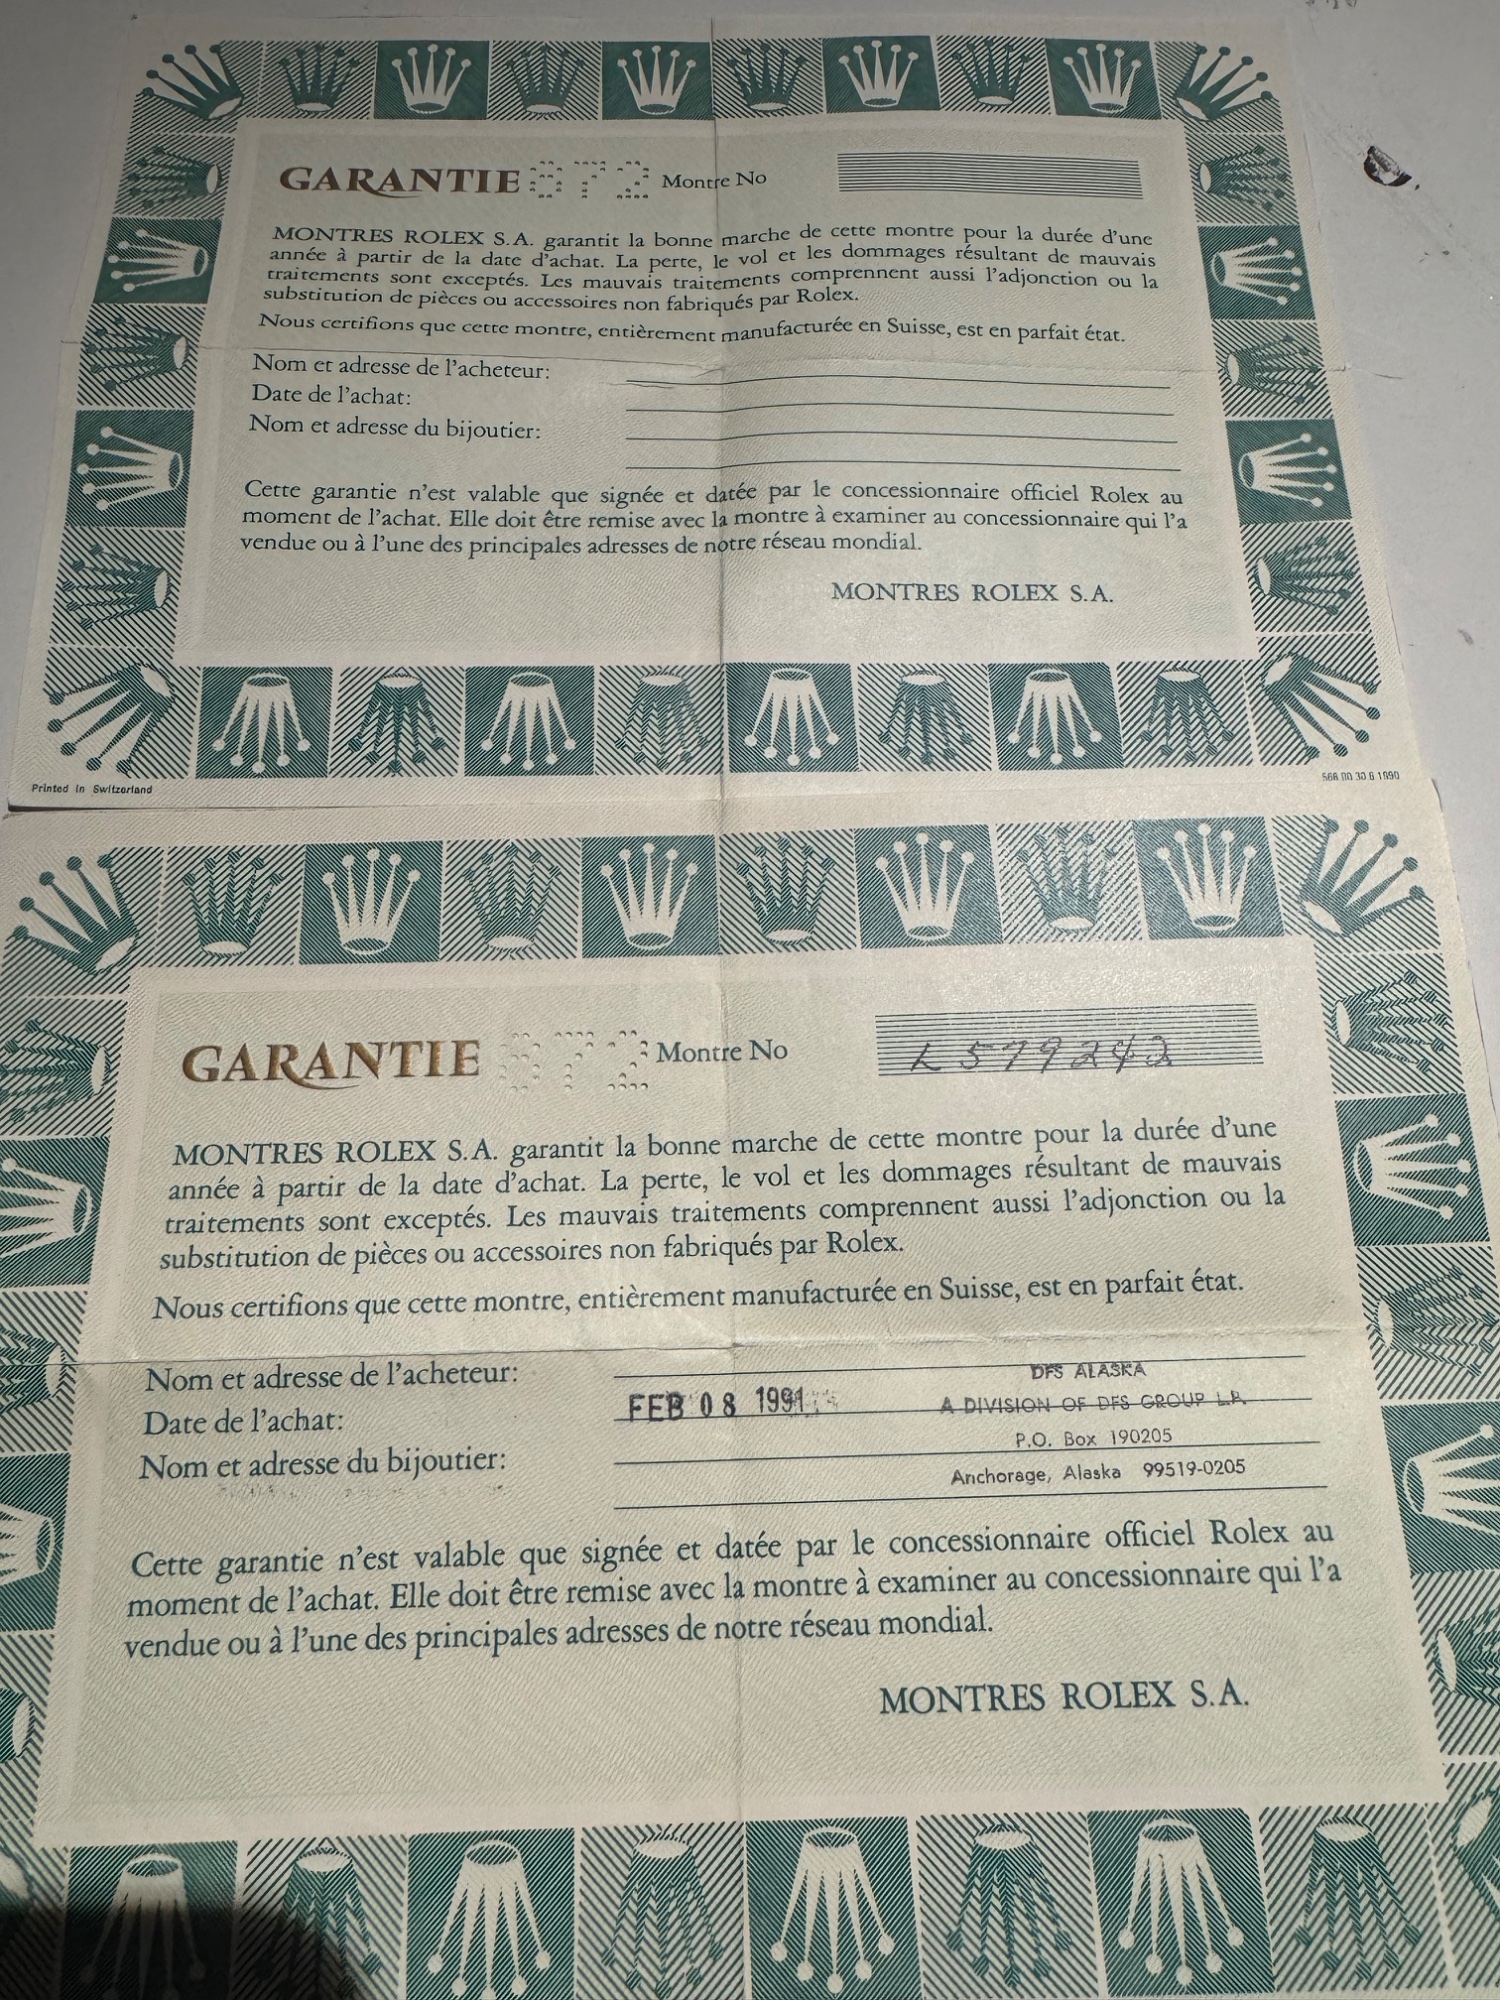 GARANTIE 872 Montre No
MONTRES ROLEX S.A. garantit la bonne marche de cette montre pour la durée d'une
année à partir de la date d'achat. La perte, le vol et les dommages résultant de mauvais
traitements sont exceptés. Les mauvais traitements comprennent aussi l'adjonction ou la
substitution de pièces ou accessoires non fabriqués par Rolex.
Nous certifions que cette montre, entièrement manufacturée en Suisse, est en parfait état.
Nom et adresse de l'acheteur:
Date de l'achat:
Nom et adresse du bijoutier:
Cette garantie n'est valable que signée et datée par le concessionnaire officiel Rolex au
moment de l'achat. Elle doit être remise avec la montre à examiner au concessionnaire qui l'a
vendue ou à l'une des principales adresses de notre réseau mondial.
MONTRES ROLEX S.A.
Printed in Switzerland 30.6.1990
GARANTIE 872 Montre No L579242
MONTRES ROLEX S.A. garantit la bonne marche de cette montre pour la durée d'une
année à partir de la date d'achat. La perte, le vol et les dommages résultant de mauvais
traitements sont exceptés. Les mauvais traitements comprennent aussi l'adjonction ou la
substitution de pièces ou accessoires non fabriqués par Rolex.
Nous certifions que cette montre, entièrement manufacturée en Suisse, est en parfait état.
Nom et adresse de l'acheteur: DFS ALASKA
Date de l'achat: FEB 08 1991 A DIVISION OF DFS GROUP L.P.
Nom et adresse du bijoutier: P.O. Box 190205
Anchorage, Alaska 99519-0205
Cette garantie n'est valable que signée et datée par le concessionnaire officiel Rolex au
moment de l'achat. Elle doit être remise avec la montre à examiner au concessionnaire qui l'a
vendue ou à l'une des principales adresses de notre réseau mondial.
MONTRES ROLEX S.A.